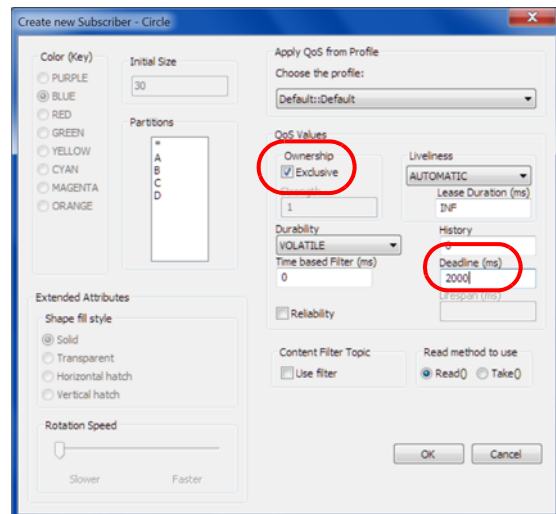 Create new Subscriber - Circle
Color (Key)
PURPLE
BLUE
RED
GREEN
YELLOW
CYAN
MAGENTA
ORANGE
Initial Size
30
Partitions
*
A
B
C
D
Extended Attributes
Shape fill style
Solid
Transparent
Horizontal hatch
Vertical hatch
Rotation Speed
Slower Faster
Apply QoS from Profile
Choose the profile:
Default::Default
QoS Values
Ownership
Exclusive
Strength
1
Liveliness
AUTOMATIC
Lease Duration (ms)
INF
Durability
VOLATILE
Time based Filter (ms)
0
Reliability
History
6
Deadline (ms)
2000
Lifespan (ms)
Content Filter Topic
Use filter
Read method to use
Read() Take()
OK Cancel